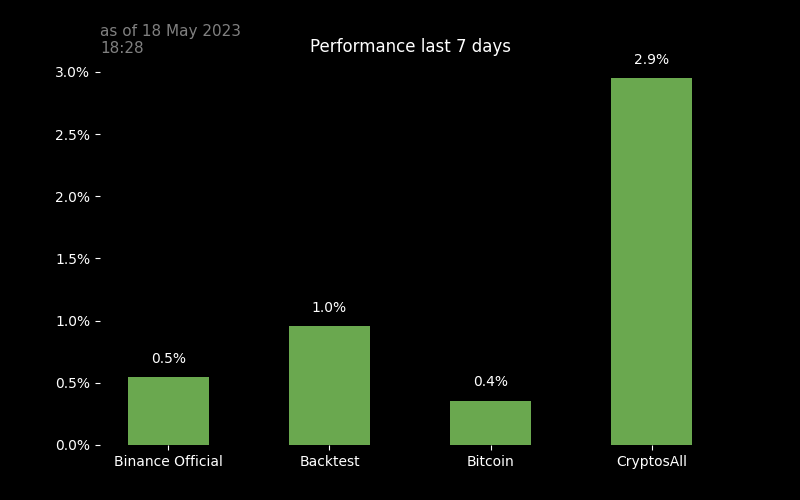 as of 18 May 2023
18:28
Performance last 7 days
3.0%
2.5%
2.0%
1.5%
1.0%
0.5%
0.0%
0.5%
1.0%
0.4%
2.9%
Binance Official
Backtest
Bitcoin
CryptosAll